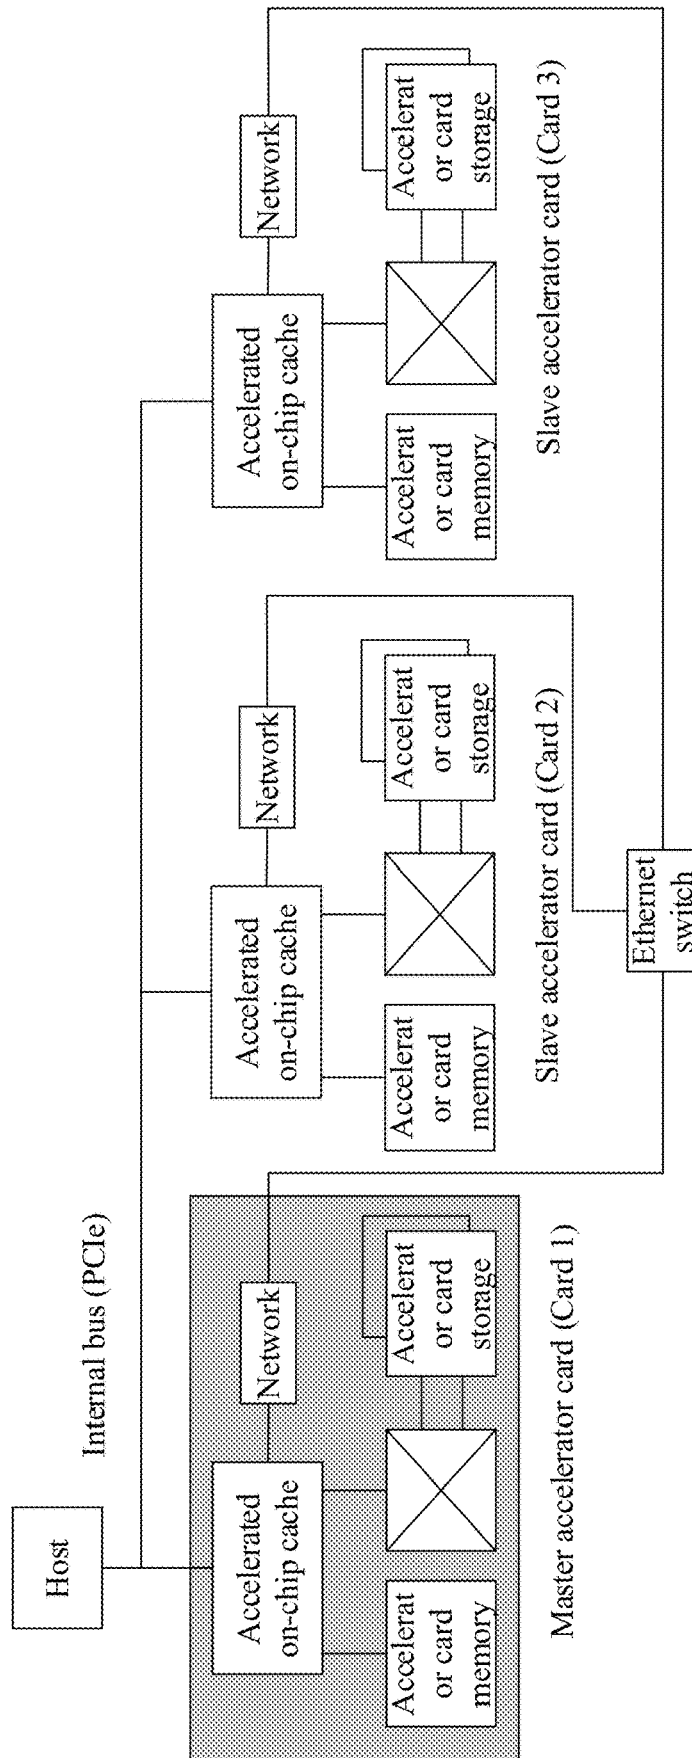 Host
Internal bus (PCIe)
Accelerated
on-chip cache
Network
Accelerat
or card
memory
Accelerat
or card
storage
Master accelerator card (Card 1)
Accelerated
on-chip cache
Network
Accelerat
or card
memory
Accelerat
or card
storage
Slave accelerator card (Card 2)
Accelerated
on-chip cache
Network
Accelerat
or card
memory
Accelerat
or card
storage
Slave accelerator card (Card 3)
Ethernet
switch